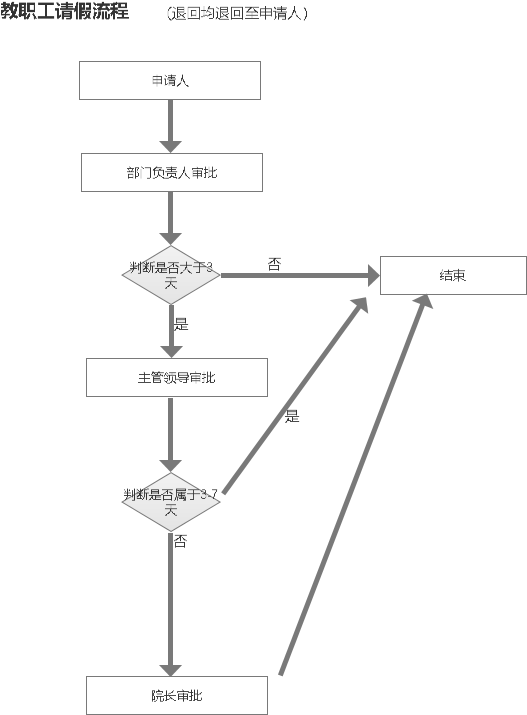 教职工请假流程 （退回均退回至申请人）
申请人
部门负责人审批
判断是否大于3
天
否
结束
是
主管领导审批
是
判断是否属于3-7
天
否
院长审批